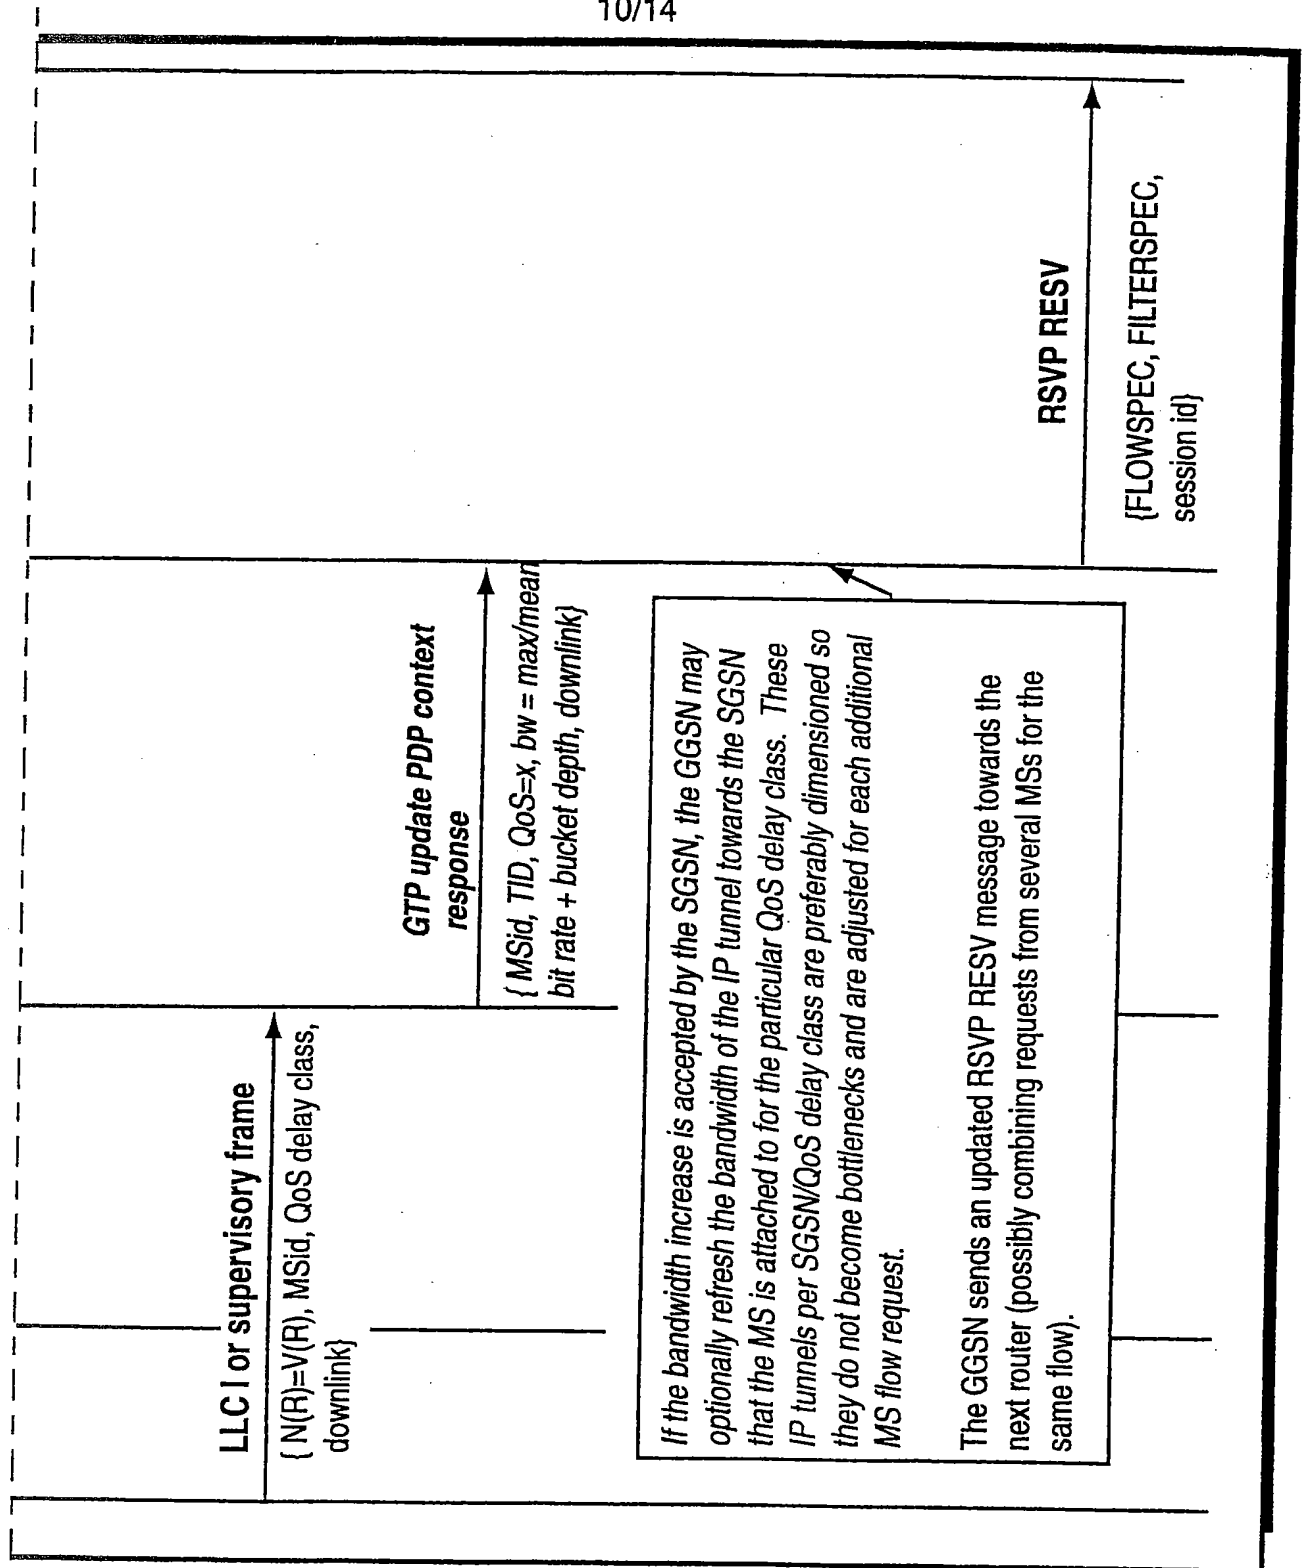 10/14
LLC I or supervisory frame
{ N(R)=V(R), MSid, QoS delay class,
downlink}
GTP update PDP context
response
{ MSid, TID, QoS=x, bw = max/mean
bit rate + bucket depth, downlink}
If the bandwidth increase is accepted by the SGSN, the GGSN may
optionally refresh the bandwidth of the IP tunnel towards the SGSN
that the MS is attached to for the particular QoS delay class. These
IP tunnels per SGSN/QoS delay class are preferably dimensioned so
they do not become bottlenecks and are adjusted for each additional
MS flow request.
The GGSN sends an updated RSVP RESV message towards the
next router (possibly combining requests from several MSs for the
same flow).
RSVP RESV
{FLOWSPEC, FILTERSPEC,
session id}